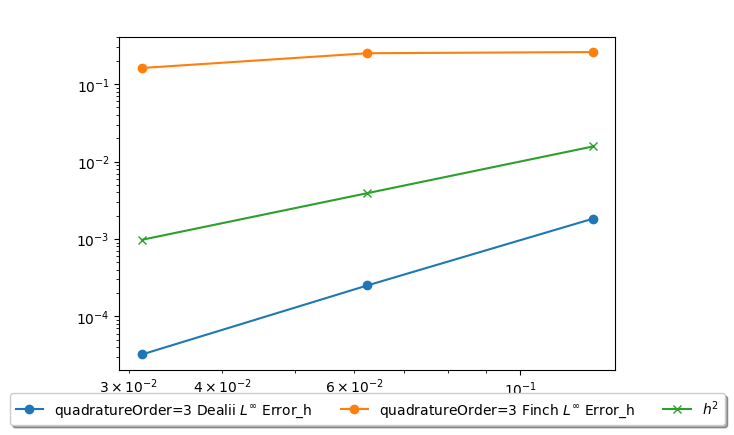 10⁻¹
10⁻²
10⁻³
10⁻⁴
3 × 10⁻² 4 × 10⁻² 6 × 10⁻² 10⁻¹
quadratureOrder=3 Dealii L^∞ Error_h quadratureOrder=3 Finch L^∞ Error_h h²